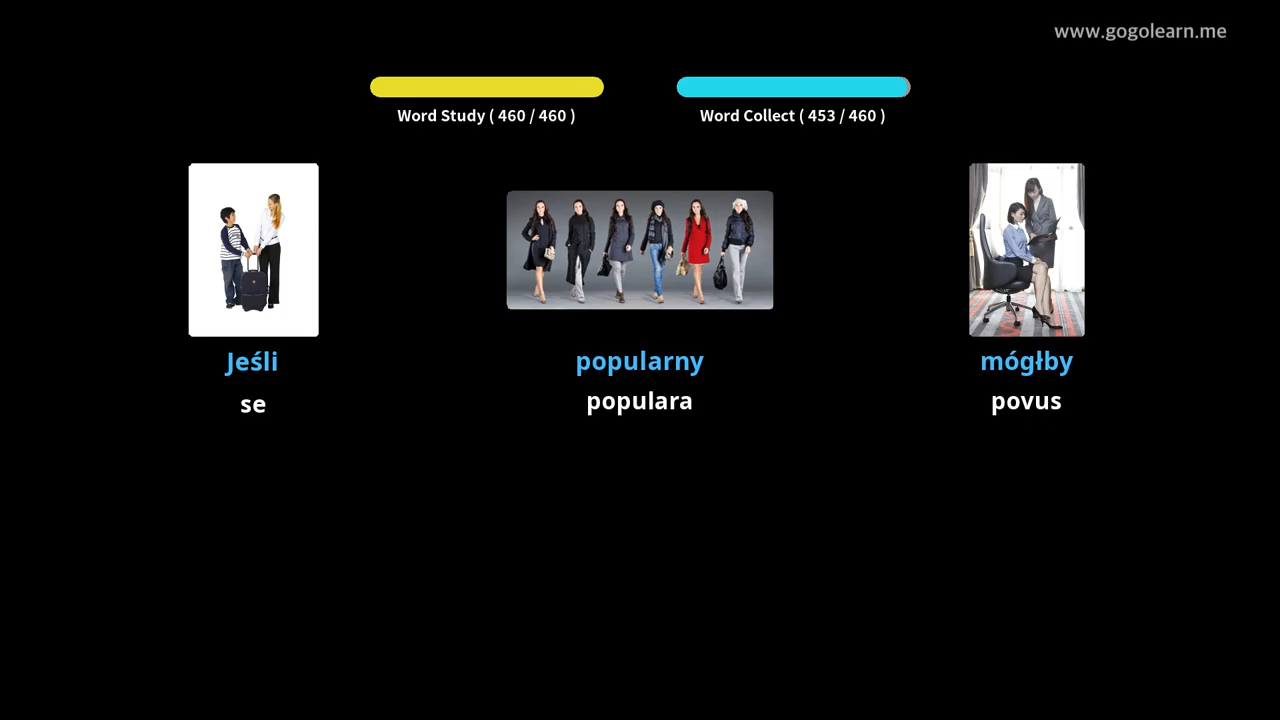 www.gogolearn.me
Word Study ( 460 / 460 )
Word Collect ( 453 / 460 )
Jeśli
se
popularny
populara
mógłby
povus